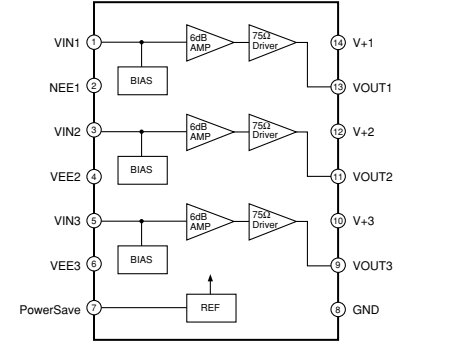 VIN1 1 6dB AMP 75Ω Driver 14 V+1
BIAS
NEE1 2 13 VOUT1
VIN2 3 6dB AMP 75Ω Driver 12 V+2
BIAS
VEE2 4 11 VOUT2
VIN3 5 6dB AMP 75Ω Driver 10 V+3
BIAS
VEE3 6 9 VOUT3
PowerSave 7 REF 8 GND